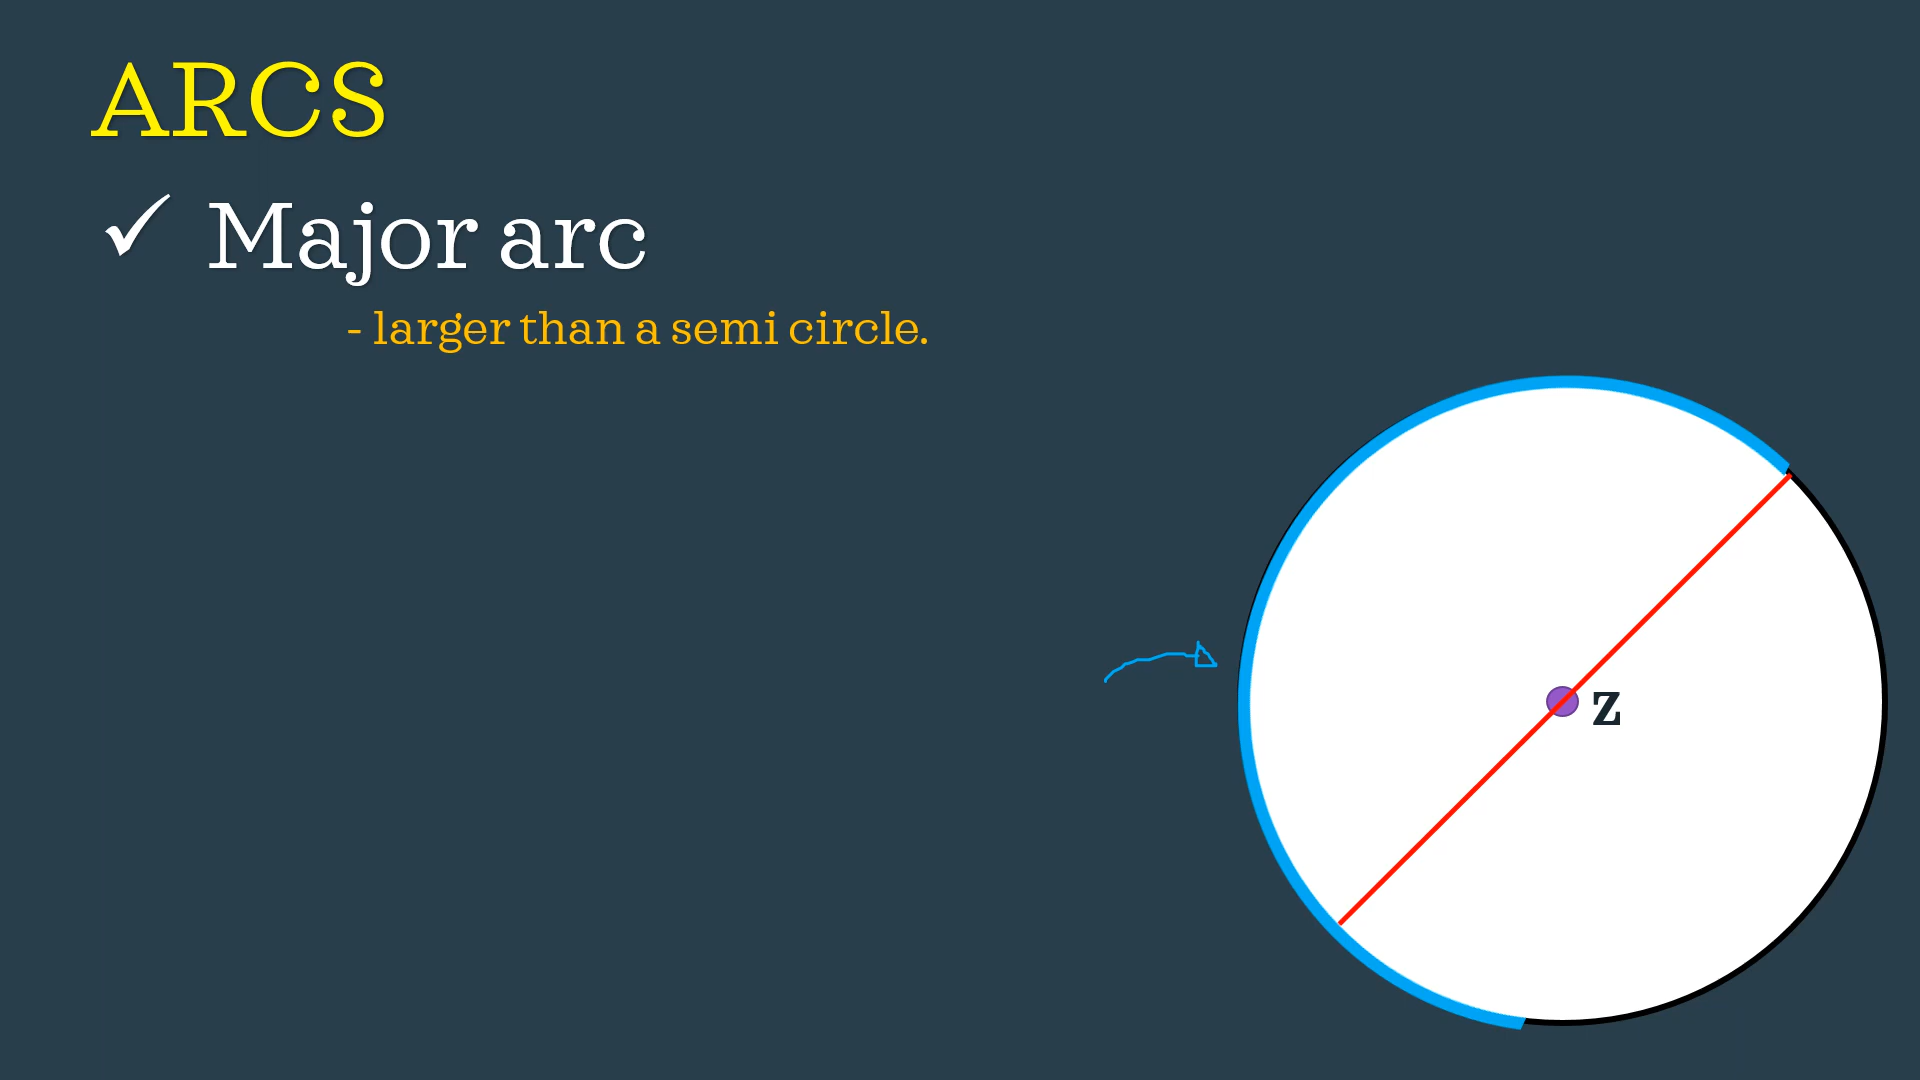 ARCS
✓ Major arc
- larger than a semi circle.
z